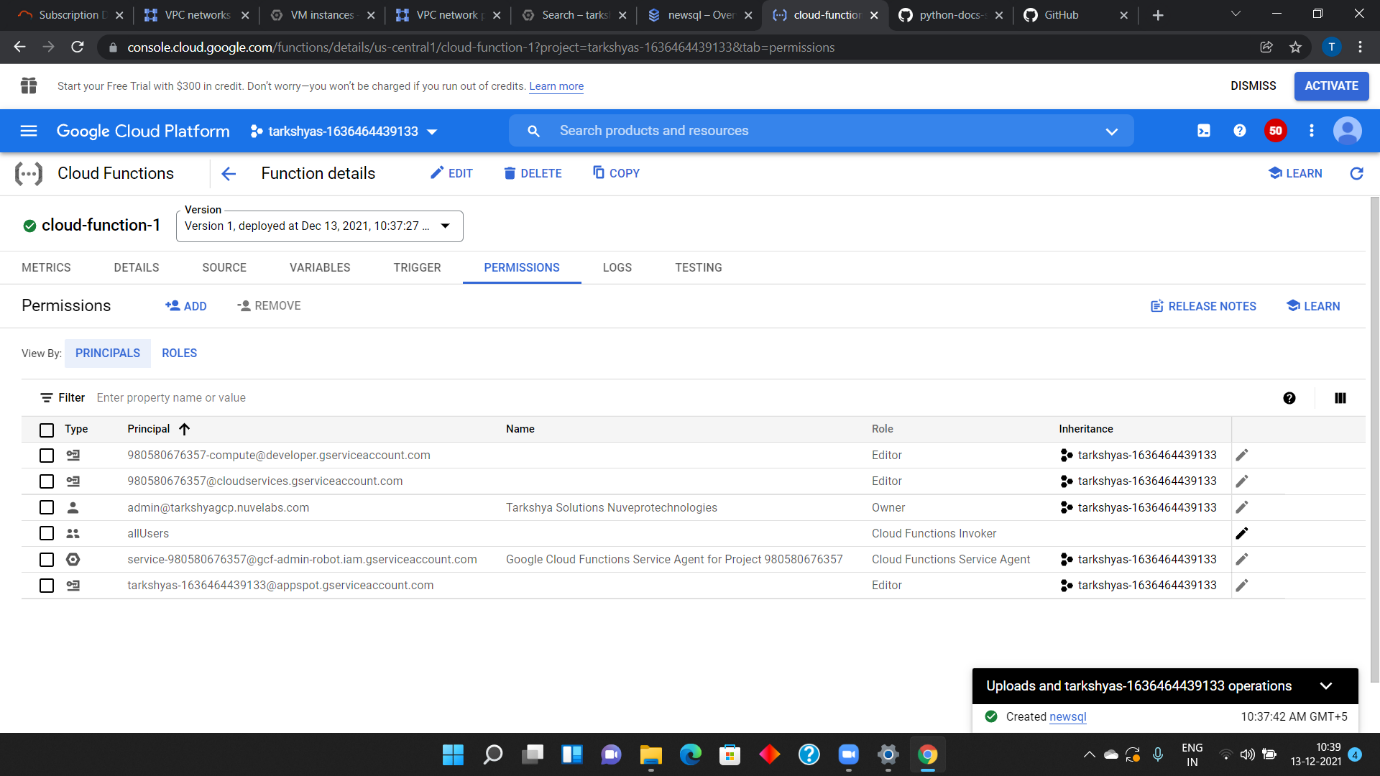 Subscription D
VPC networks
VM instances
VPC network p
Search – tarks
newsql – Over
cloud-function
python-docs-s
GitHub
console.cloud.google.com/functions/details/us-central1/cloud-function-1?project=tarkshyas-1636464439133&tab=permissions
T
Start your Free Trial with $300 in credit. Don't worry—you won't be charged if you run out of credits. Learn more
DISMISS
ACTIVATE
Google Cloud Platform
tarkshyas-1636464439133
Search products and resources
50
Cloud Functions
Function details
EDIT
DELETE
COPY
LEARN
cloud-function-1
Version
Version 1, deployed at Dec 13, 2021, 10:37:27 ...
METRICS
DETAILS
SOURCE
VARIABLES
TRIGGER
PERMISSIONS
LOGS
TESTING
Permissions
ADD
REMOVE
RELEASE NOTES
LEARN
View By:
PRINCIPALS
ROLES
Filter
Enter property name or value
Type Principal Name Role Inheritance
980580676357-compute@developer.gserviceaccount.com Editor tarkshyas-1636464439133
980580676357@cloudservices.gserviceaccount.com Editor tarkshyas-1636464439133
admin@tarkshyagcp.nuvelabs.com Tarkshya Solutions Nuveprotechnologies Owner tarkshyas-1636464439133
allUsers Cloud Functions Invoker
service-980580676357@gcf-admin-robot.iam.gserviceaccount.com Google Cloud Functions Service Agent for Project 980580676357 Cloud Functions Service Agent tarkshyas-1636464439133
tarkshyas-1636464439133@appspot.gserviceaccount.com Editor tarkshyas-1636464439133
Uploads and tarkshyas-1636464439133 operations
Created newsql 10:37:42 AM GMT+5
ENG
IN
10:39
13-12-2021
4